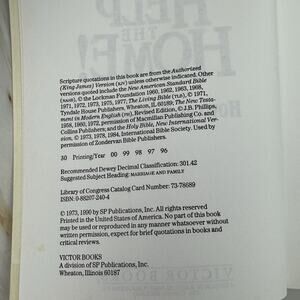 Scripture quotations in this book are from the Authorized
(King James) Version (KJV) unless otherwise indicated. Other
versions quoted include the New American Standard Bible
(NASB), © the Lockman Foundation 1960, 1962, 1963, 1968,
1971, 1972, 1973, 1975, 1977, The Living Bible (TLB), © 1971,
Tyndale House Publishers, Wheaton, IL 60189; The New Testa-
ment in Modern English (PH), Revised Edition, © J.B. Phillips,
1958, 1960, 1972, permission of Macmillan Publishing Co. and
Collins Publishers; and the Holy Bible, New International Ver-
sion, © 1973, 1978, 1984, International Bible Society. Used by
permission of Zondervan Bible Publishers.
30 Printing/Year 00 99 98 97 96
Recommended Dewey Decimal Classification: 301.42
Suggested Subject Heading: MARRIAGE AND FAMILY
Library of Congress Catalog Card Number: 73-78689
ISBN: 0-88207-240-4
© 1973, 1990 by SP Publications, Inc. All rights reserved
Printed in the United States of America. No part of this book
may be used or reproduced in any manner whatsoever without
written permission, expect for brief quotations in books and
critical reviews.
VICTOR BOOKS
A division of SP Publications, Inc.
Wheaton, Illinois 60187